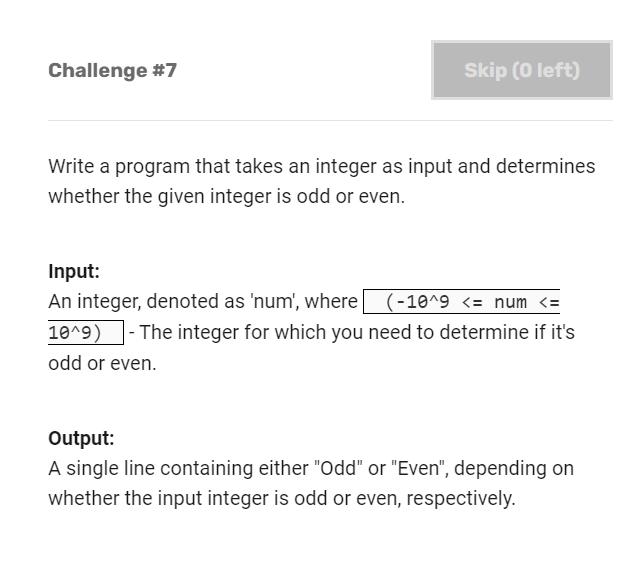 Challenge #7
Skip (0 left)
Write a program that takes an integer as input and determines
whether the given integer is odd or even.
Input:
An integer, denoted as 'num', where (-10^9 <= num <=
10^9) - The integer for which you need to determine if it's
odd or even.
Output:
A single line containing either "Odd" or "Even", depending on
whether the input integer is odd or even, respectively.